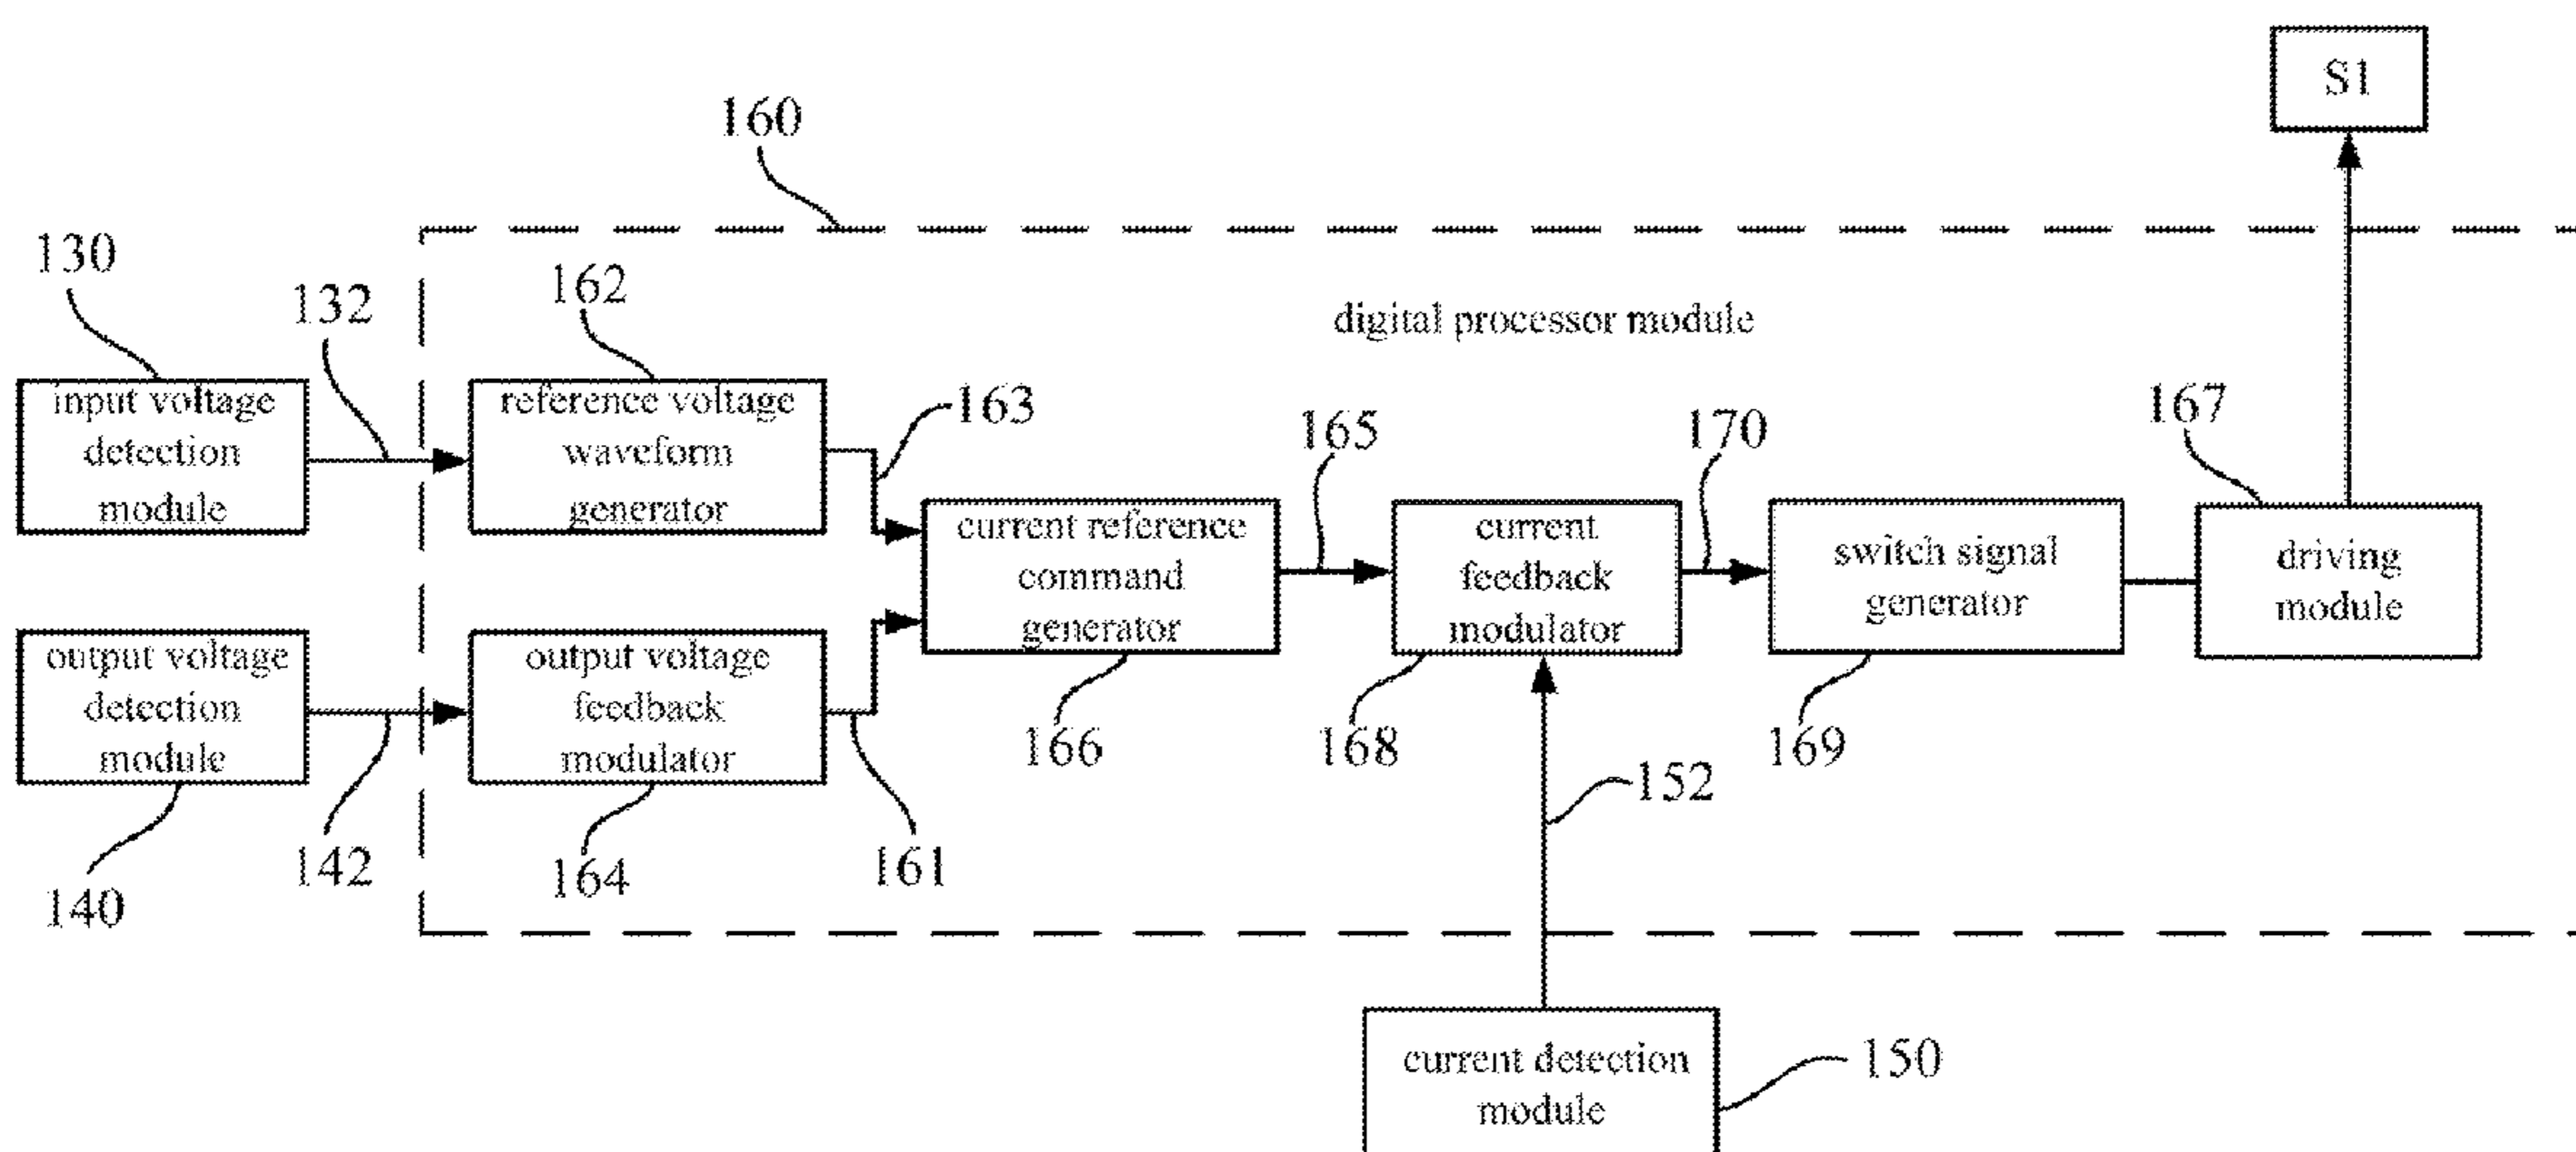 S1
160
130
132
162
digital processor module
163
165
170
167
input voltage
detection
module
reference voltage
waveform
generator
current reference
command
generator
current
feedback
modulator
switch signal
generator
driving
module
output voltage
detection
module
output voltage
feedback
modulator
166
168
169
152
140
142
164
161
current detection
module
150